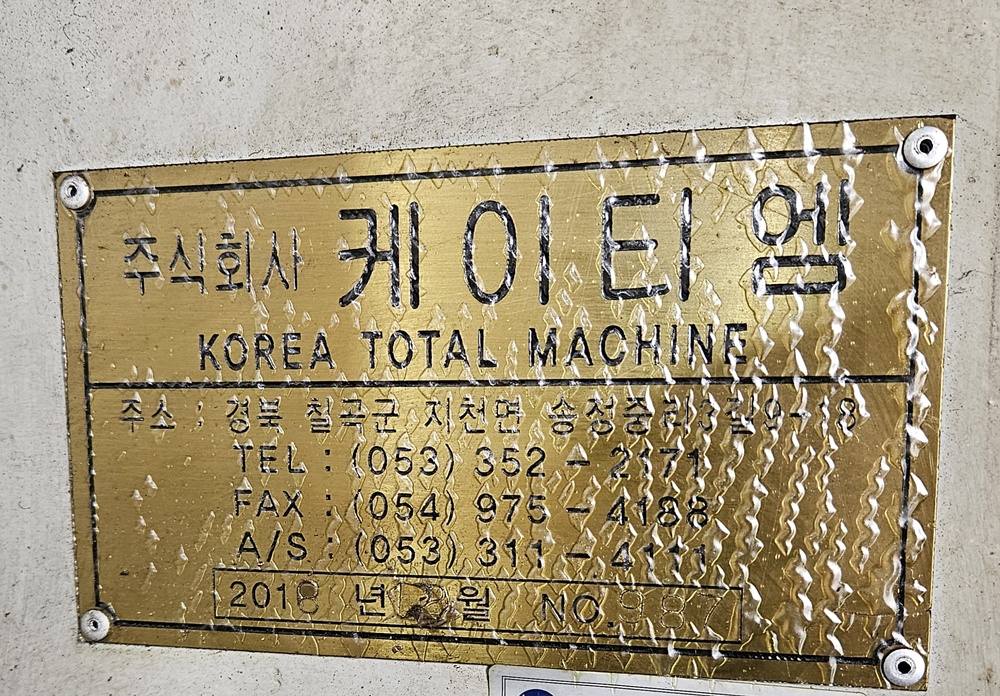 주식회사 케이티엠
KOREA TOTAL MACHINE
주소 : 경북 칠곡군 지천면 송정중리3길9-18
TEL : (053) 352 - 2171
FAX : (054) 975 - 4188
A/S : (053) 311 - 4111
2018 년 월 NO.